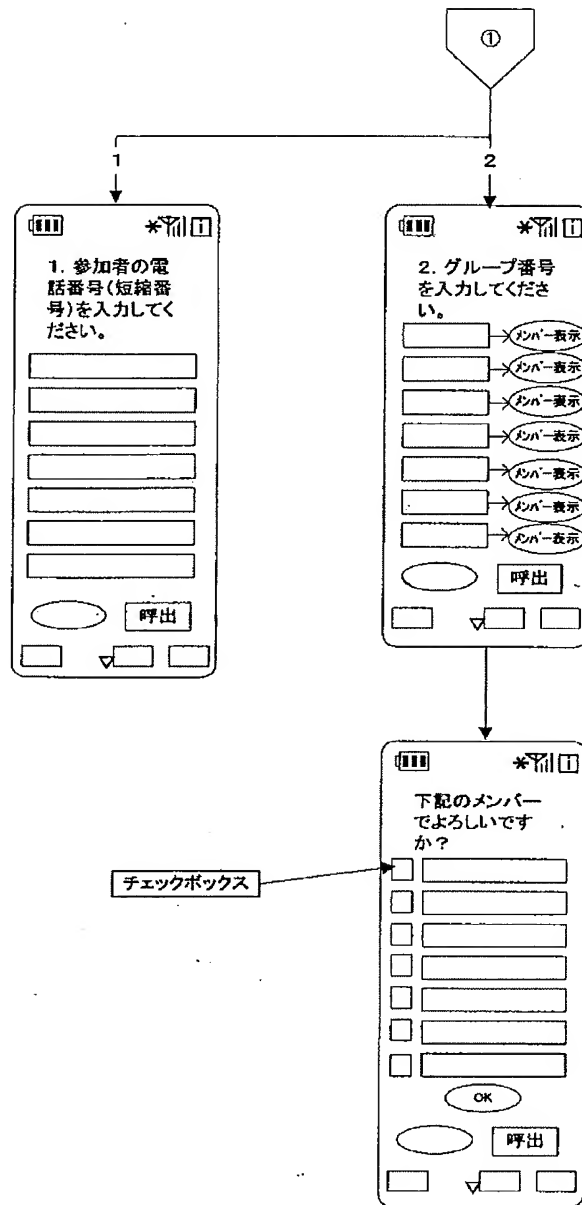 ①
1
2
1. 参加者の電
話番号(短縮番
号)を入力してく
ださい。
呼出
2. グループ番号
を入力してくださ
い。
メンバー表示
メンバー表示
メンバー表示
メンバー表示
メンバー表示
メンバー表示
メンバー表示
呼出
下記のメンバー
でよろしいです
か?
チェックボックス
OK
呼出